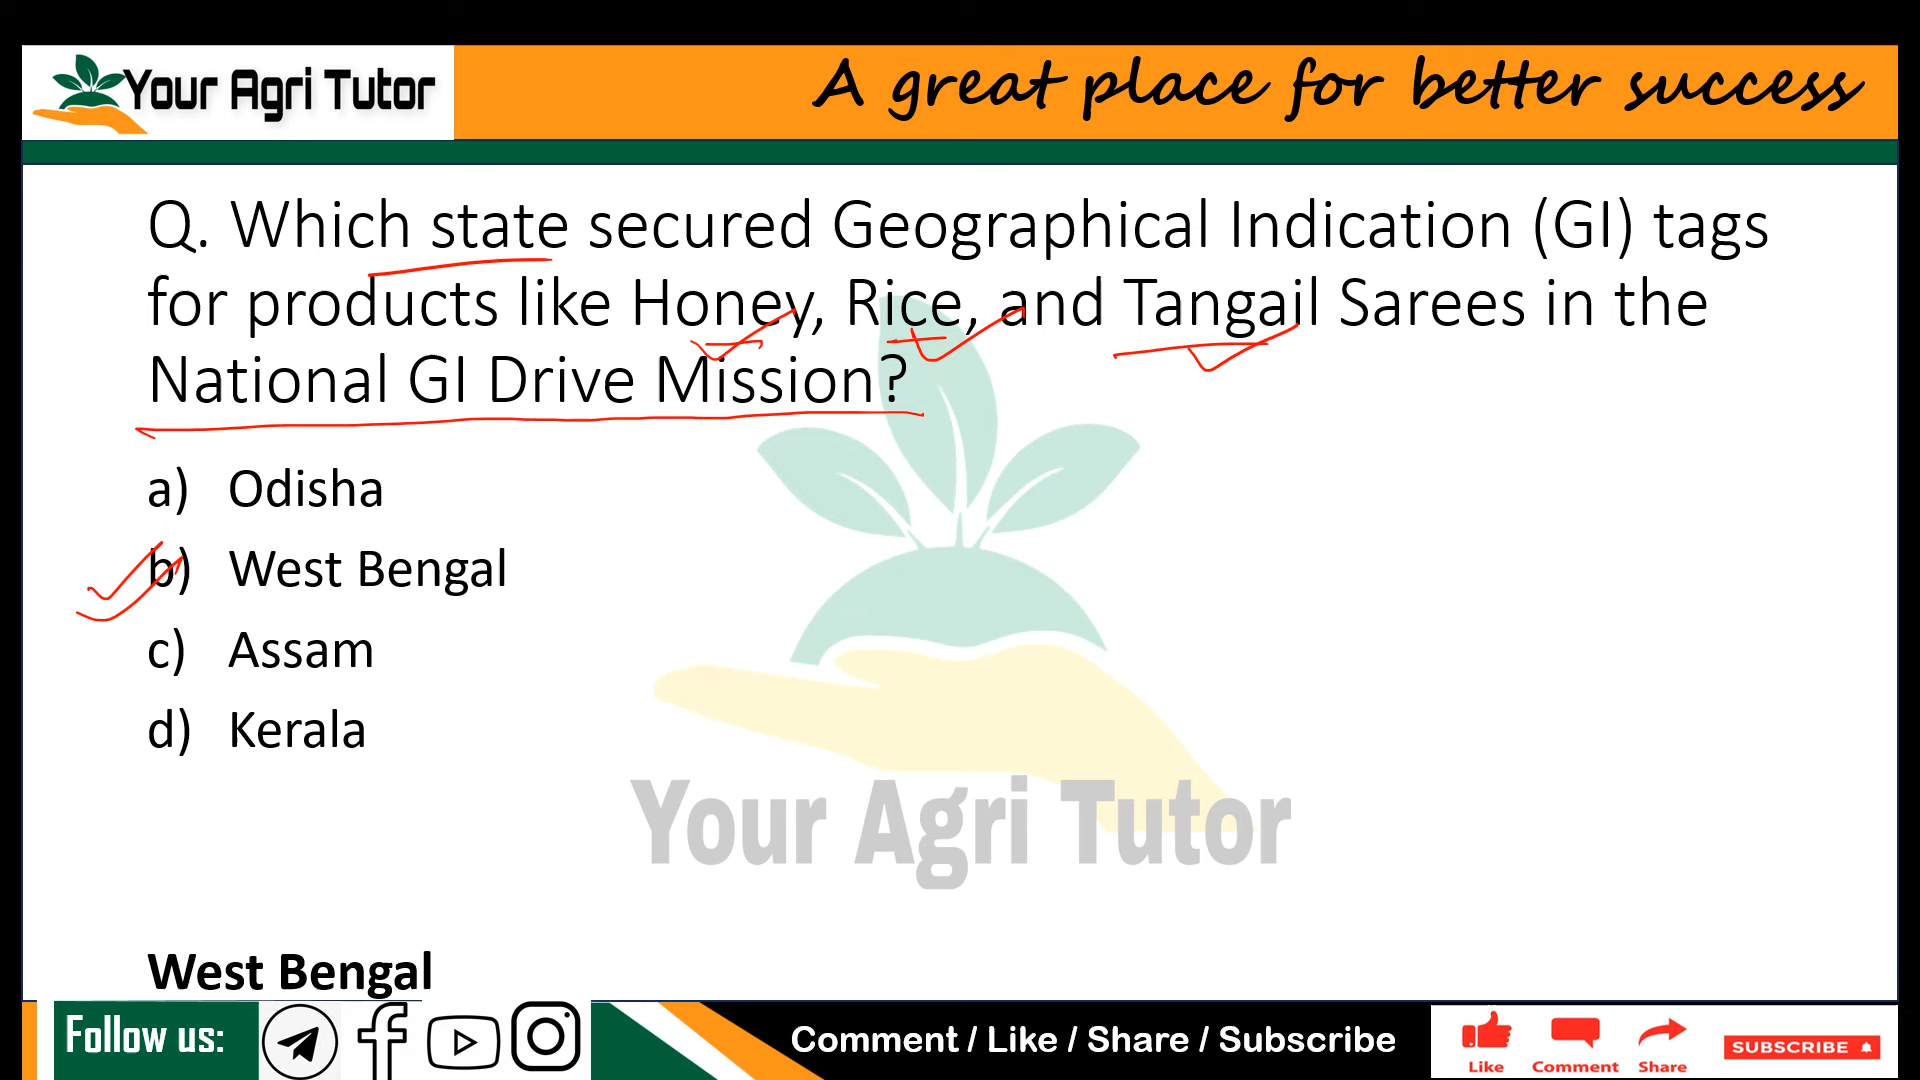 Your Agri Tutor
A great place for better success
Q. Which state secured Geographical Indication (GI) tags
for products like Honey, Rice, and Tangail Sarees in the
National GI Drive Mission?
a) Odisha
b) West Bengal
c) Assam
d) Kerala
Your Agri Tutor
West Bengal
Follow us:
Comment / Like / Share / Subscribe
Like
Comment
Share
SUBSCRIBE